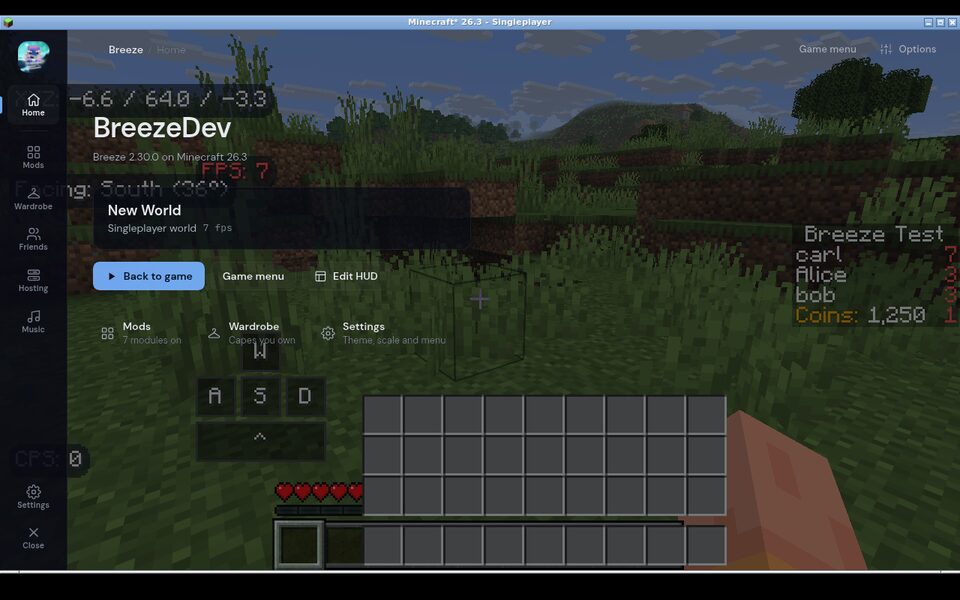 Minecraft* 26.3 - Singleplayer
Breeze / Home
Game menu
Options
-6.6 / 64.0 / -3.3
Home
BreezeDev
Breeze 2.30.0 on Minecraft 26.3
FPS: 7
Mods
Facing: South (360)
Wardrobe
New World
Singleplayer world 7 fps
Friends
Breeze Test
carl 7
Alice 3
bob 3
Coins: 1,250 1
Hosting
Back to game
Game menu
Edit HUD
Music
Mods
7 modules on
Wardrobe
Capes you own
Settings
Theme, scale and menu
W
A S D
^
CPS: 0
Settings
Close